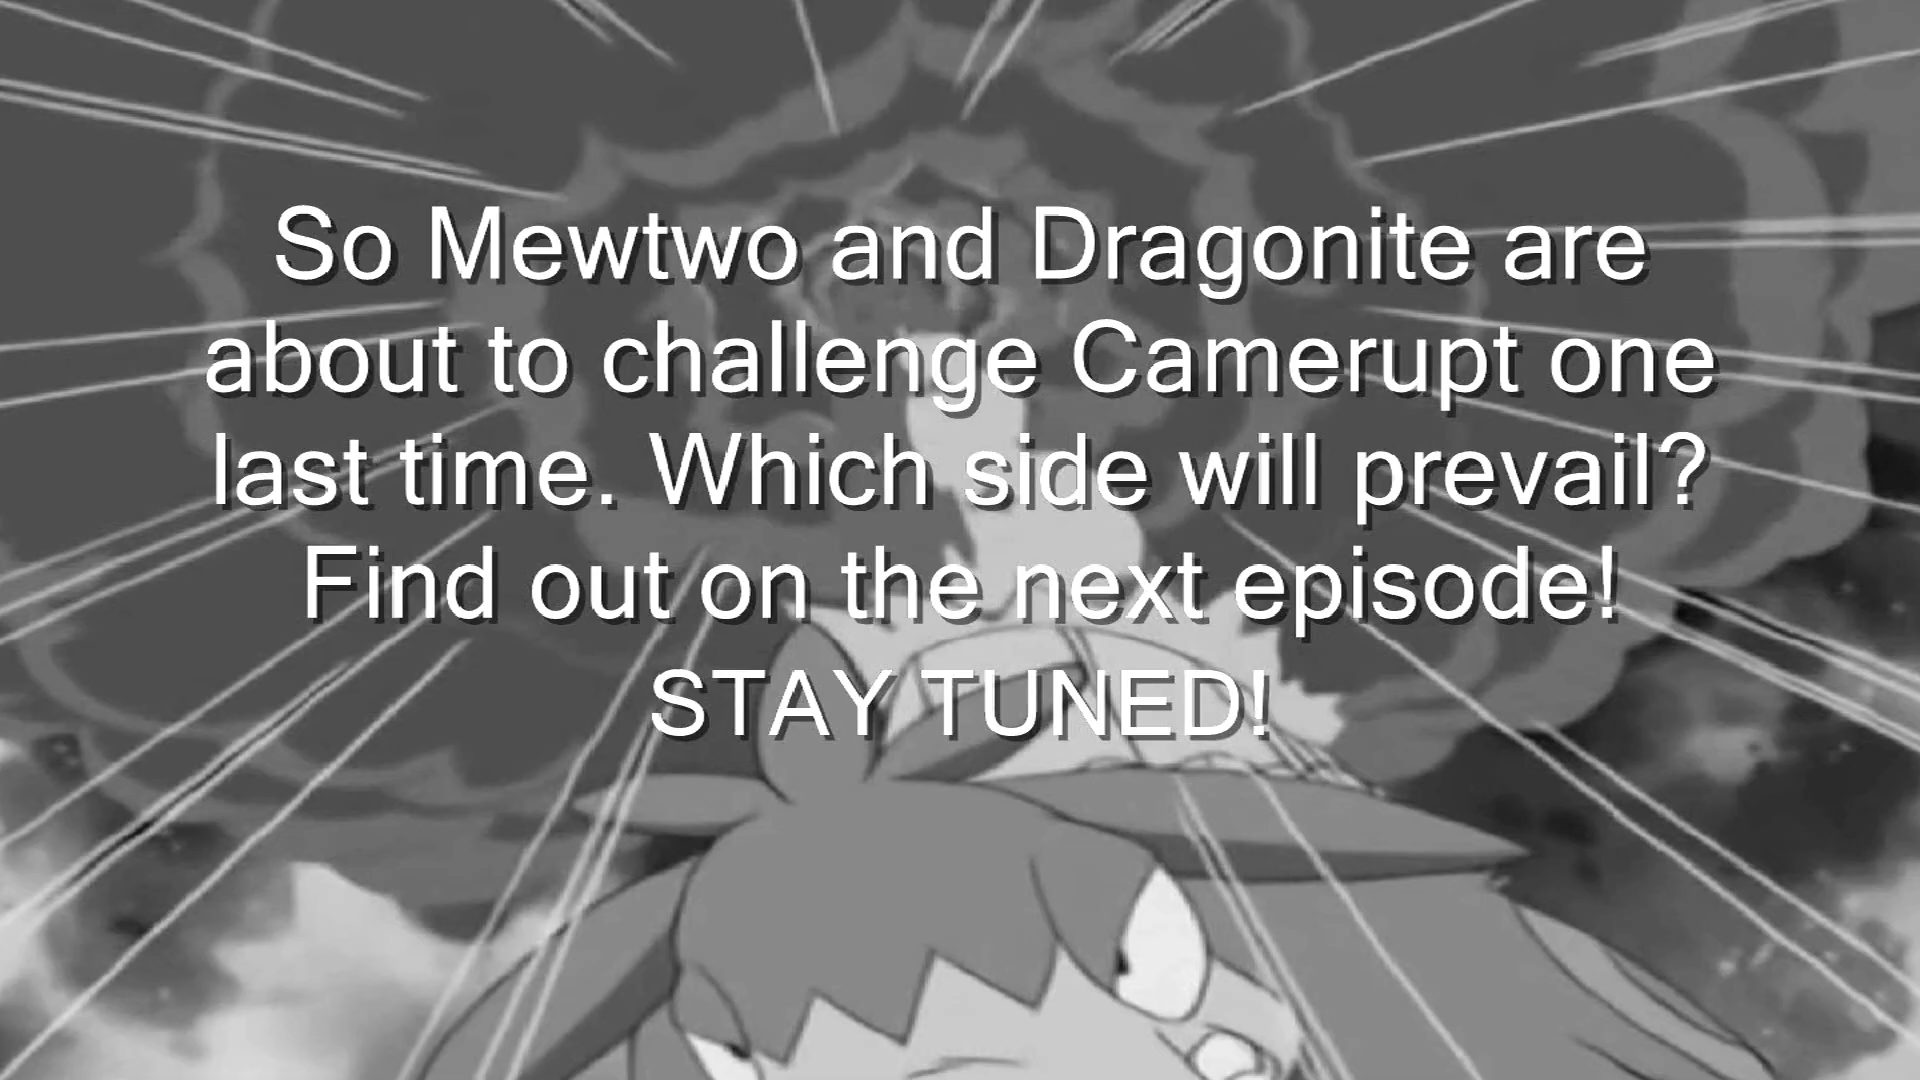 So Mewtwo and Dragonite are
about to challenge Camerupt one
last time. Which side will prevail?
Find out on the next episode!
STAY TUNED!